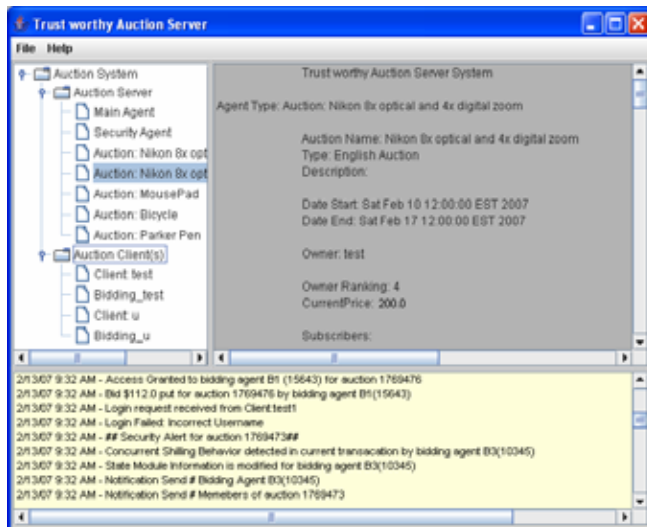 Trust worthy Auction Server
File Help
Auction System
Auction Server
Main Agent
Security Agent
Auction: Nikon 8x opt
Auction: Nikon 8x opt
Auction: MousePad
Auction: Bicycle
Auction: Parker Pen
Auction Client(s)
Client: test
Bidding_test
Client: u
Bidding_u
Trust worthy Auction Server System
Agent Type: Auction: Nikon 8x optical and 4x digital zoom
Auction Name: Nikon 8x optical and 4x digital zoom
Type: English Auction
Description:
Date Start: Sat Feb 10 12:00:00 EST 2007
Date End: Sat Feb 17 12:00:00 EST 2007
Owner: test
Owner Ranking: 4
CurrentPrice: 200.0
Subscribers:
2/13/07 9:32 AM - Access Granted to bidding agent B1 (15643) for auction 1769476
2/13/07 9:32 AM - Bid $112.0 put for auction 1769476 by bidding agent B1(15643)
2/13/07 9:32 AM - Login request received from Client:test1
2/13/07 9:32 AM - Login Failed: Incorrect Username
2/13/07 9:32 AM - ## Security Alert for auction 1769473##
2/13/07 9:32 AM - Concurrent Shilling Behavior detected in current transacation by bidding agent B3(10345)
2/13/07 9:32 AM - State Module Information is modified for bidding agent B3(10345)
2/13/07 9:32 AM - Notification Send # Bidding Agent B3(10345)
2/13/07 9:32 AM - Notification Send # Memebers of auction 1769473